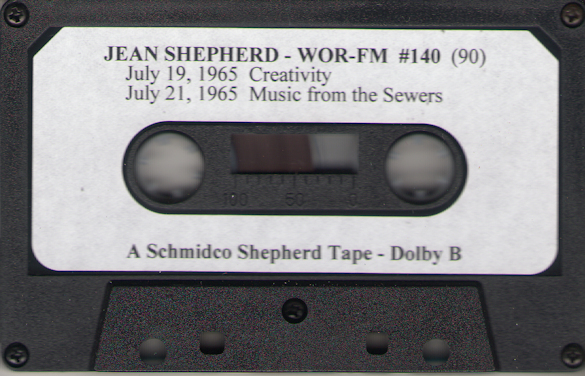 JEAN SHEPHERD - WOR-FM #140 (90)
July 19, 1965 Creativity
July 21, 1965 Music from the Sewers
100 50 0
A Schmidco Shepherd Tape - Dolby B